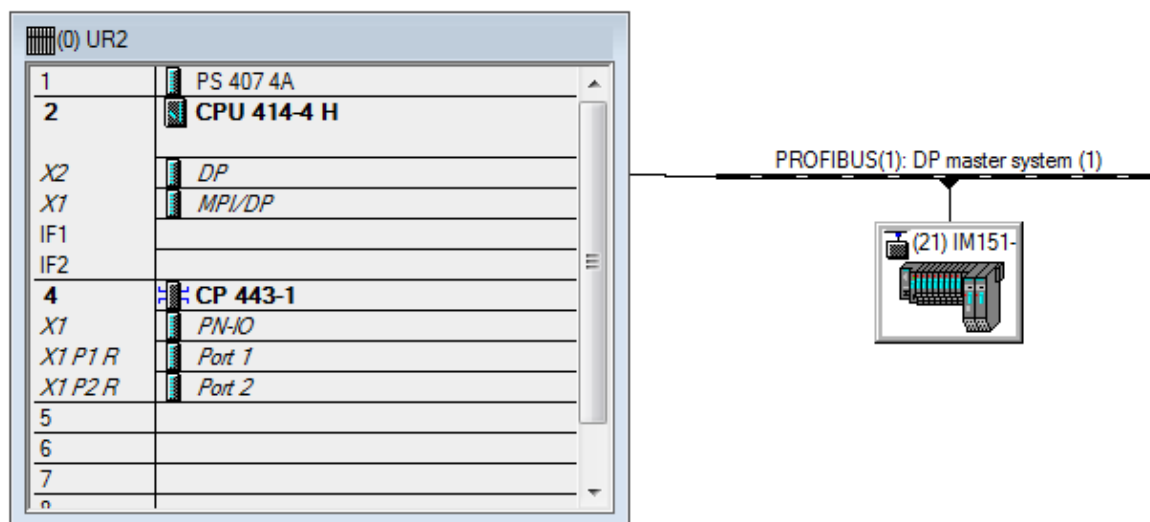 (0) UR2
1 PS 407 4A
2 CPU 414-4 H
X2 DP
X1 MPI/DP
IF1
IF2
4 CP 443-1
X1 PN-IO
X1 P1 R Port 1
X1 P2 R Port 2
5
6
7
PROFIBUS(1): DP master system (1)
(21) IM151-